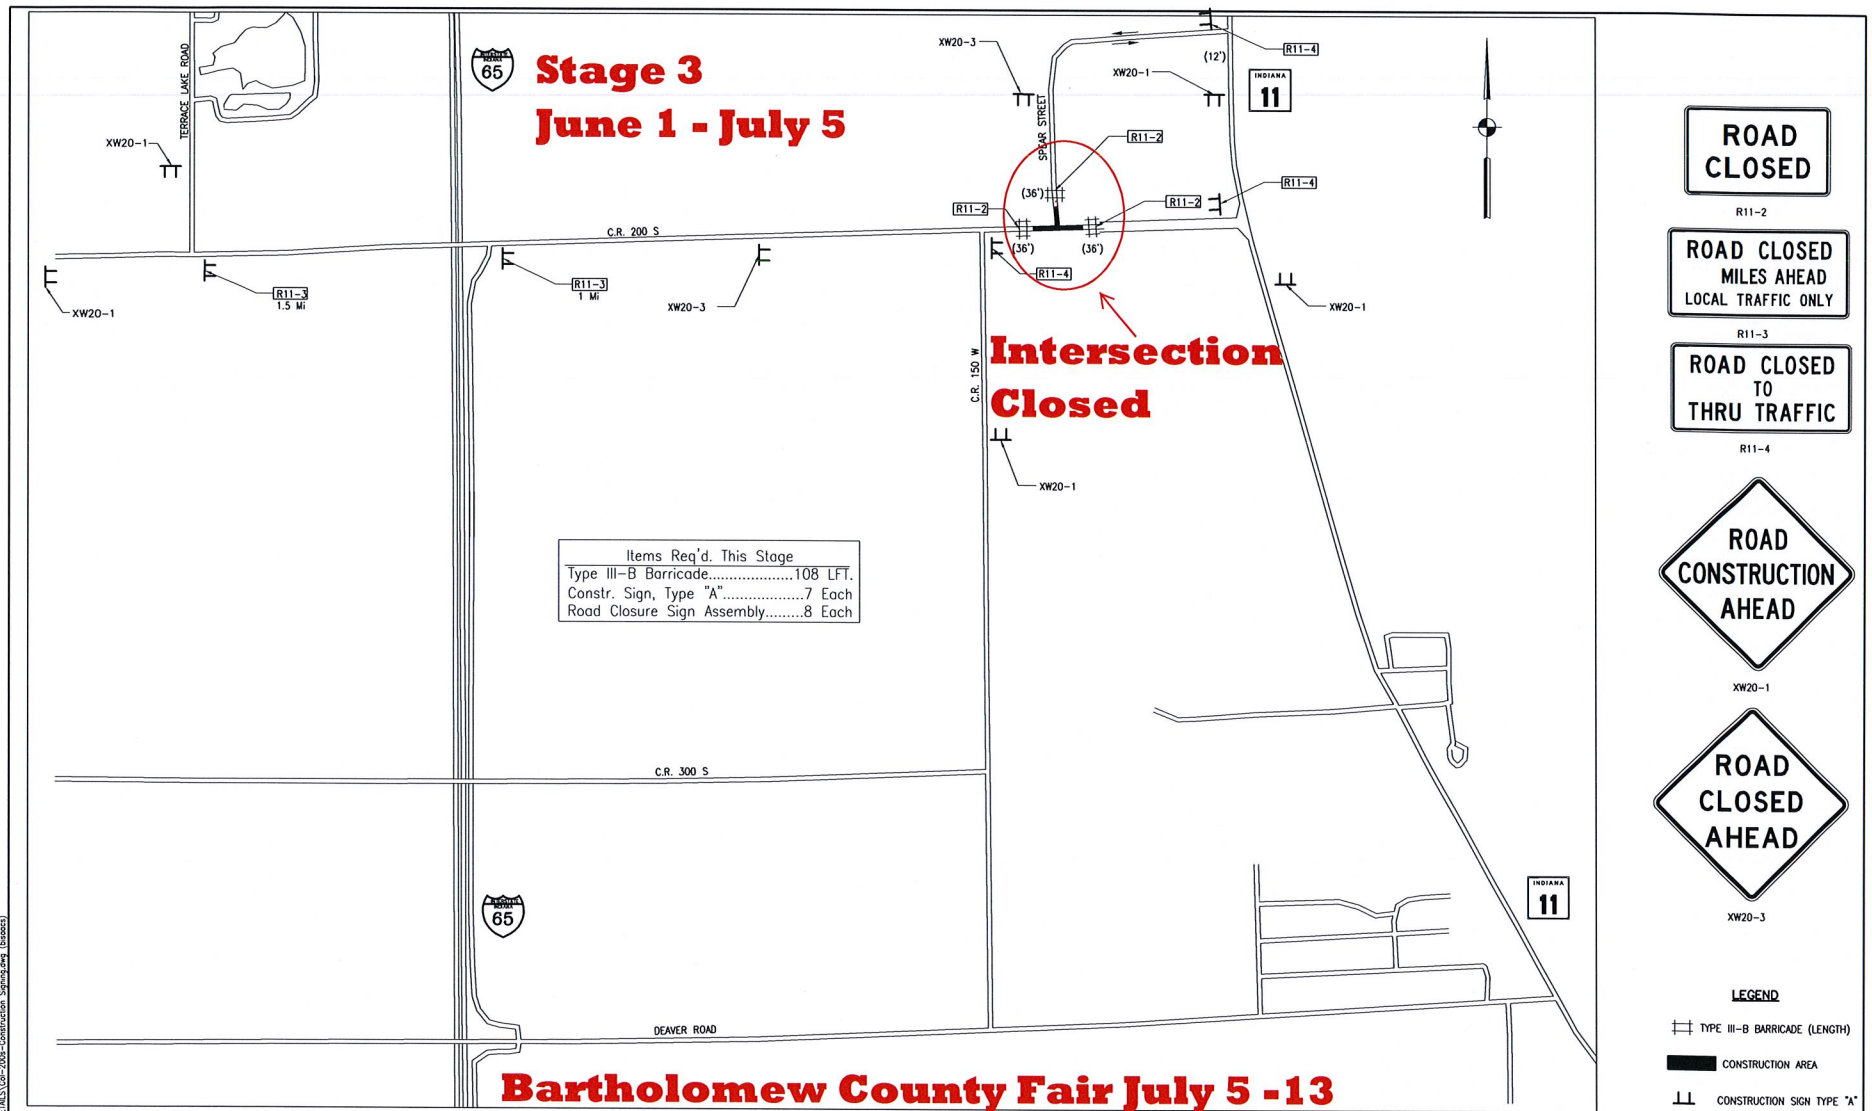 TERRACE LAKE ROAD
INTERSTATE
INDIANA
65
Stage 3
June 1 - July 5
XW20-3
R11-4
(12')
XW20-1
INDIANA
11
SPEAR STREET
R11-2
XW20-1
(36')
R11-4
R11-2
R11-2
C.R. 200 S
(36')
(36')
R11-4
R11-3
1.5 Mi
R11-3
1 Mi
XW20-3
XW20-1
XW20-1
Intersection
Closed
C.R. 150 W
XW20-1
Items Req'd. This Stage
Type III-B Barricade....................108 LFT.
Constr. Sign, Type "A"...................7 Each
Road Closure Sign Assembly.........8 Each
C.R. 300 S
65
INDIANA
11
DEAVER ROAD
Bartholomew County Fair July 5 -13
ROAD
CLOSED
R11-2
ROAD CLOSED
MILES AHEAD
LOCAL TRAFFIC ONLY
R11-3
ROAD CLOSED
TO
THRU TRAFFIC
R11-4
ROAD
CONSTRUCTION
AHEAD
XW20-1
ROAD
CLOSED
AHEAD
XW20-3
LEGEND
TYPE III-B BARRICADE (LENGTH)
CONSTRUCTION AREA
CONSTRUCTION SIGN TYPE "A"